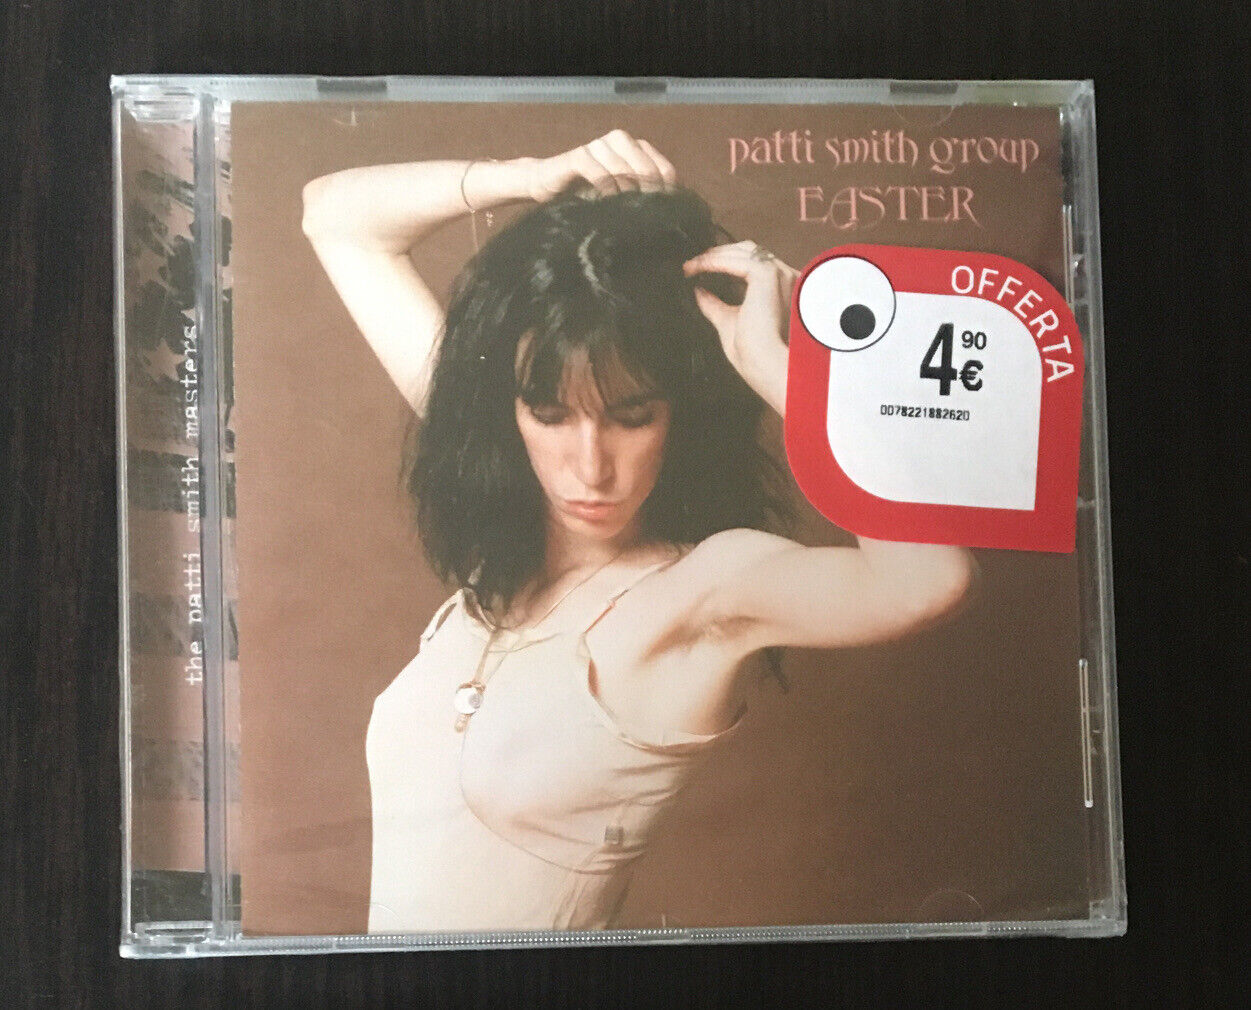 patti smith group
EASTER
OFFERTA
4 90 €
0078221882620
the patti smith masters